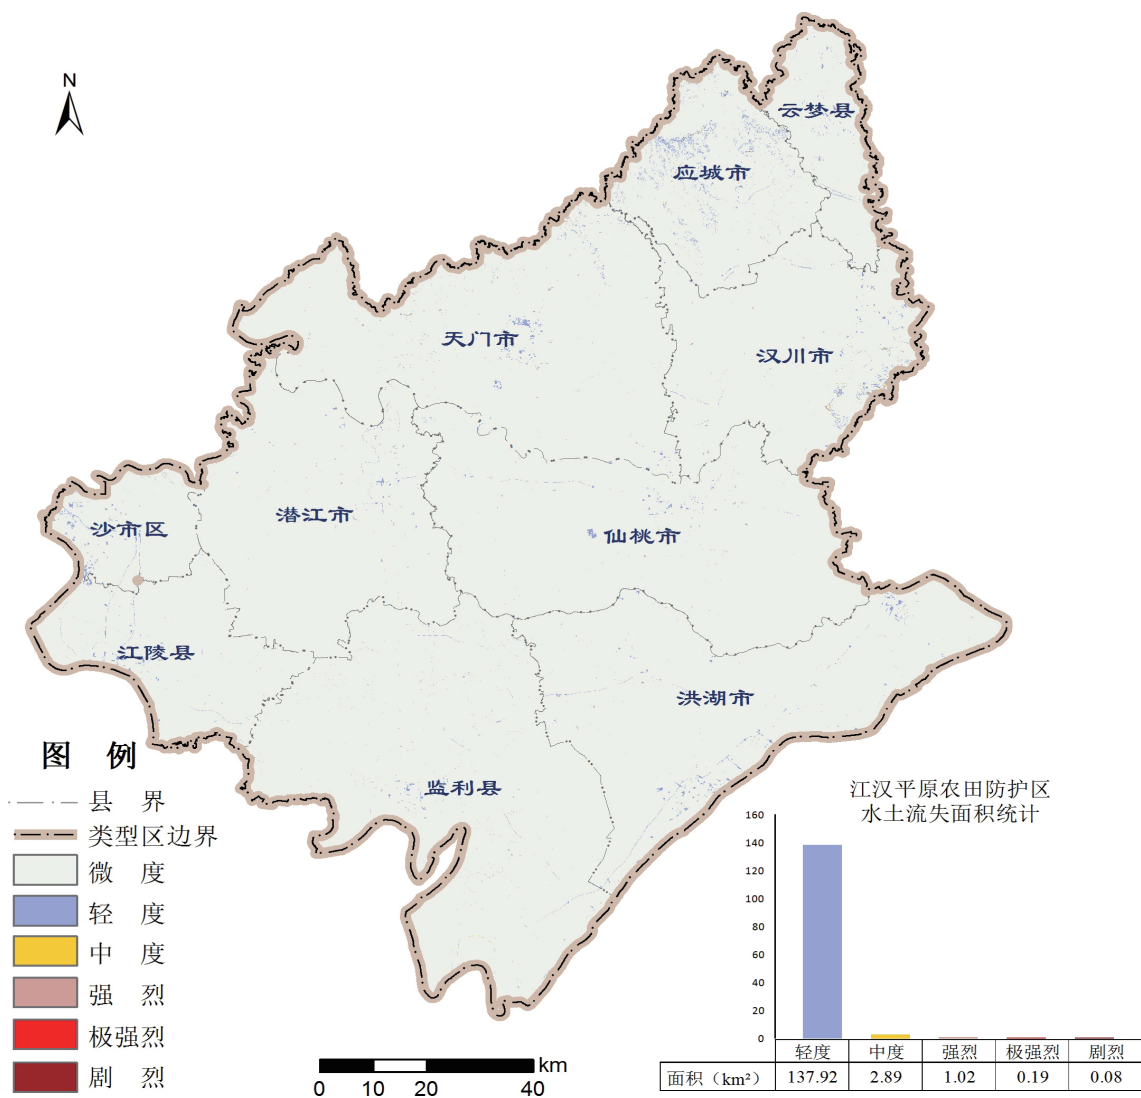 N
云梦县
应城市
天门市
汉川市
沙市区
潜江市
仙桃市
江陵县
洪湖市
监利县
图 例
县 界
类型区边界
微 度
轻 度
中 度
强 烈
极强烈
剧 烈
0 10 20 40 km
江汉平原农田防护区
水土流失面积统计
160
140
120
100
80
60
40
20
0
轻度 中度 强烈 极强烈 剧烈
面积（km²） 137.92 2.89 1.02 0.19 0.08